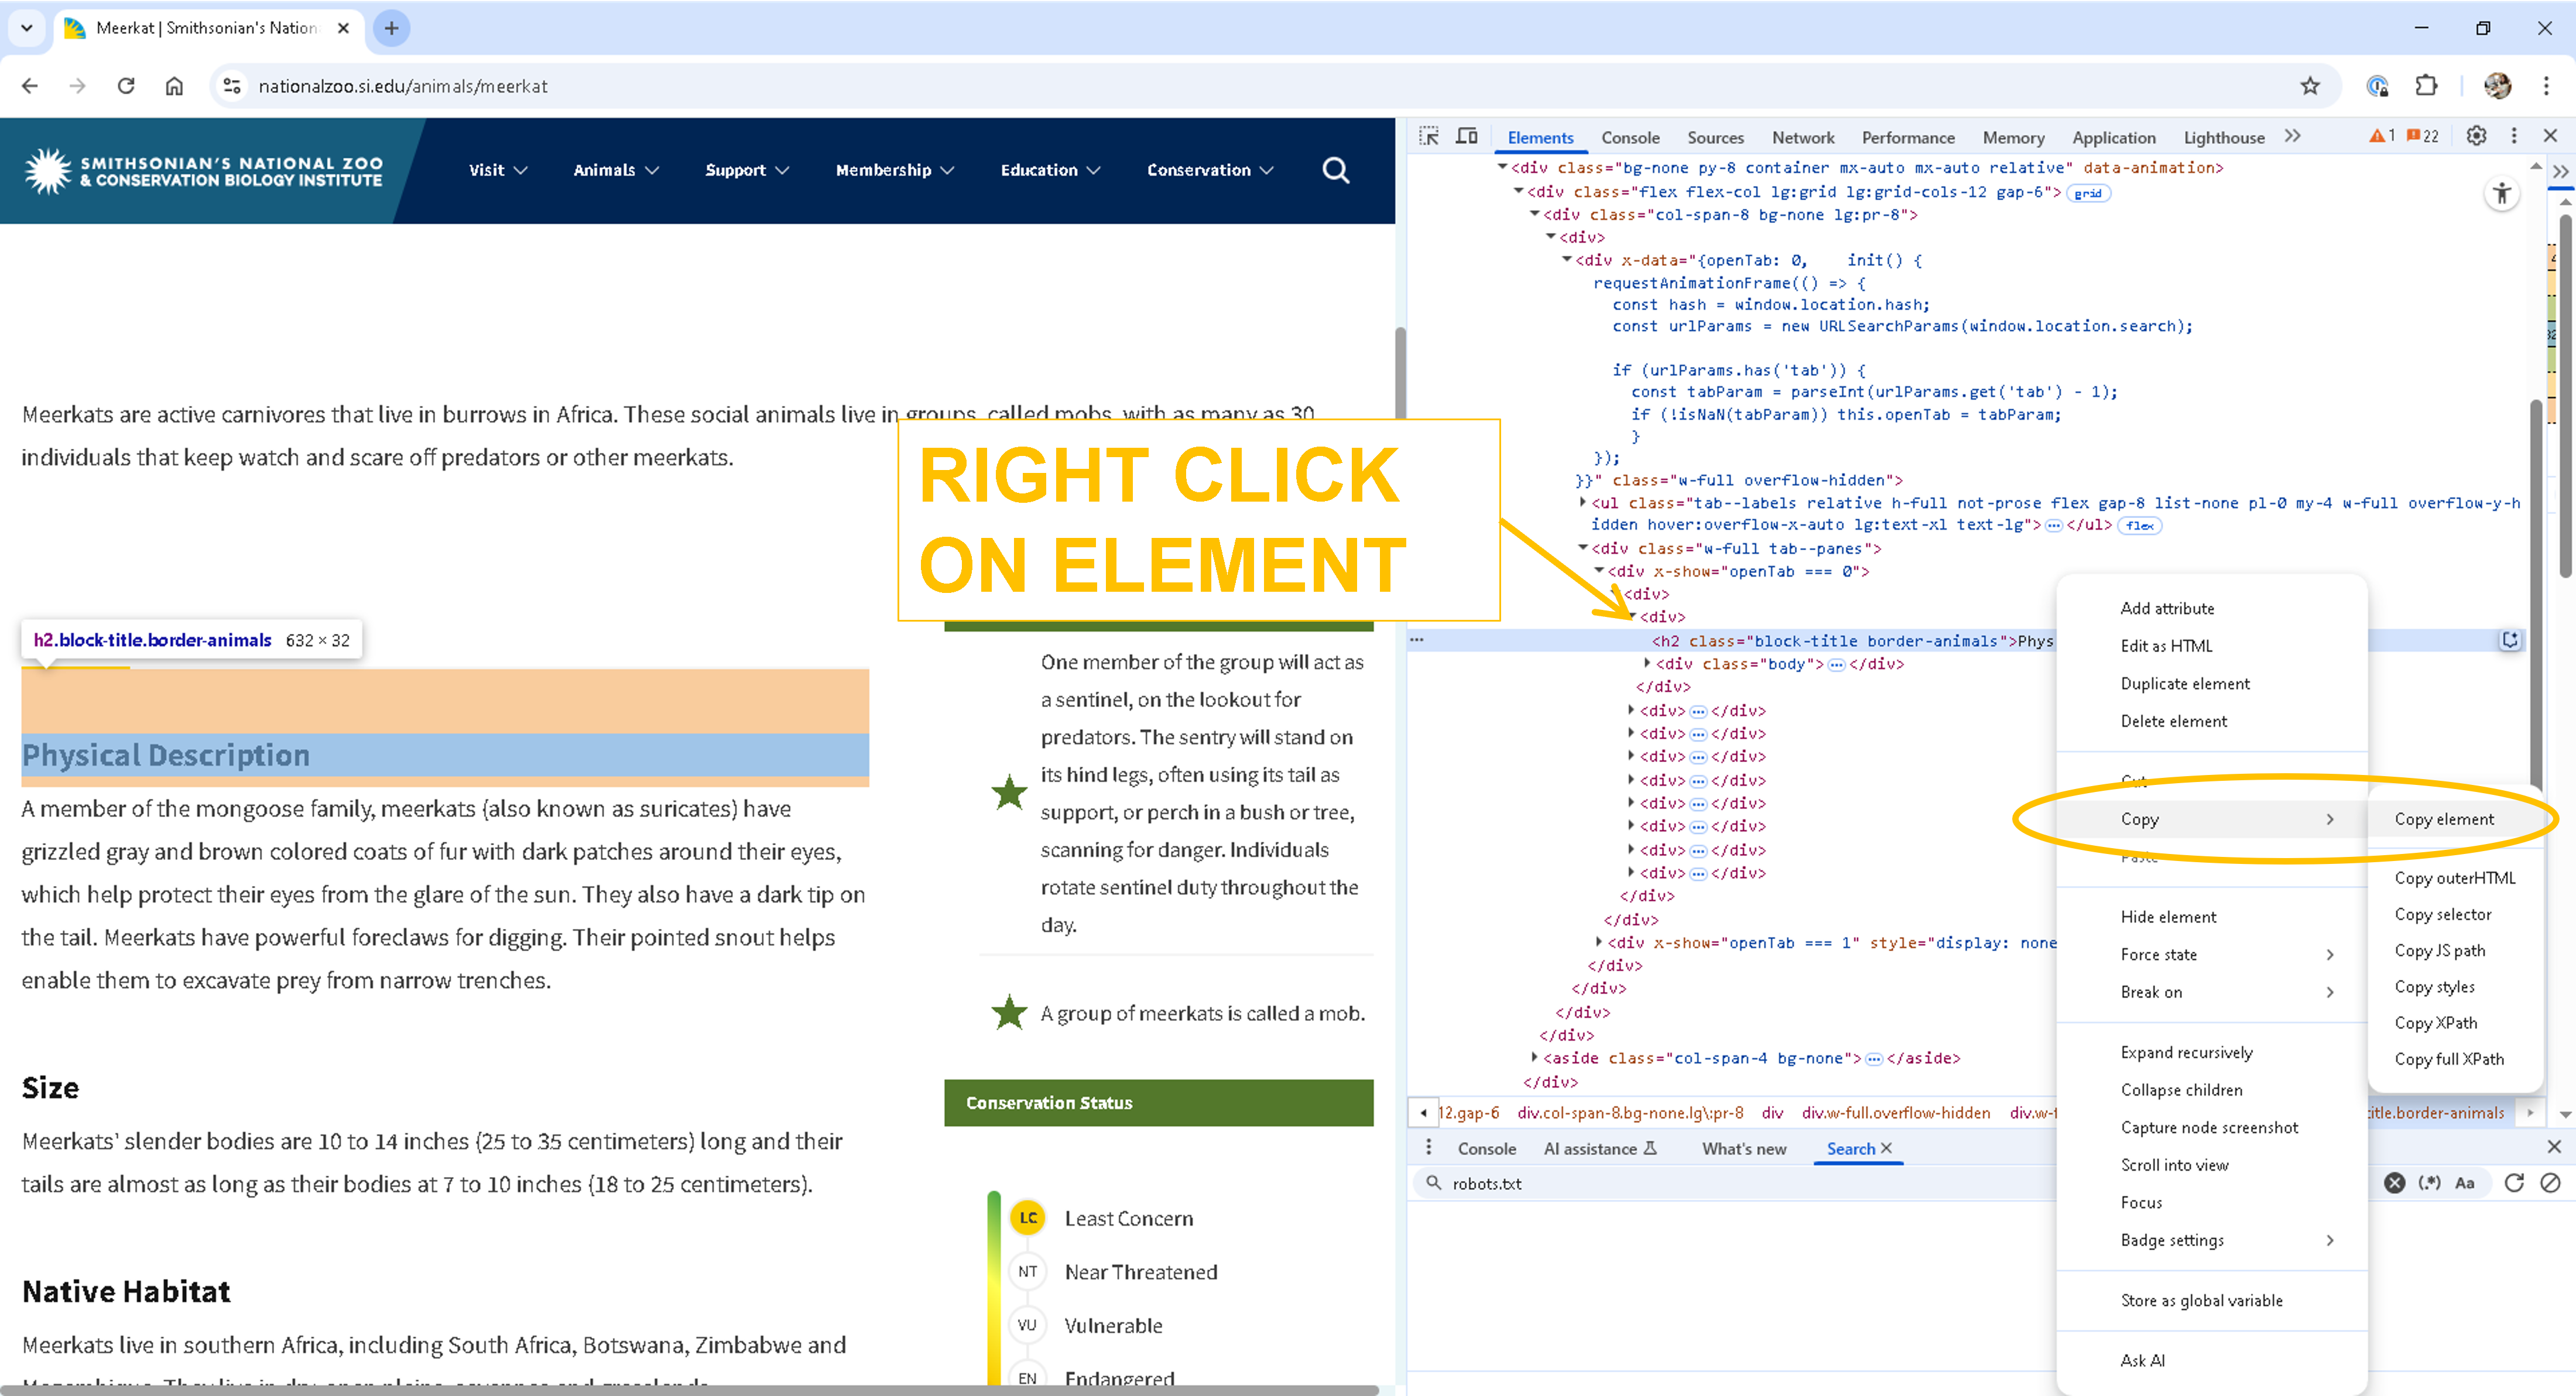 Meerkat | Smithsonian's Nation
nationalzoo.si.edu/animals/meerkat
SMITHSONIAN'S NATIONAL ZOO
& CONSERVATION BIOLOGY INSTITUTE
Visit
Animals
Support
Membership
Education
Conservation
Meerkats are active carnivores that live in burrows in Africa. These social animals live in groups, called mobs, with as many as 30
individuals that keep watch and scare off predators or other meerkats.
RIGHT CLICK
ON ELEMENT
h2.block-title.border-animals 632 × 32
Physical Description
A member of the mongoose family, meerkats (also known as suricates) have
grizzled gray and brown colored coats of fur with dark patches around their eyes,
which help protect their eyes from the glare of the sun. They also have a dark tip on
the tail. Meerkats have powerful foreclaws for digging. Their pointed snout helps
enable them to excavate prey from narrow trenches.
Size
Meerkats' slender bodies are 10 to 14 inches (25 to 35 centimeters) long and their
tails are almost as long as their bodies at 7 to 10 inches (18 to 25 centimeters).
Native Habitat
Meerkats live in southern Africa, including South Africa, Botswana, Zimbabwe and
One member of the group will act as
a sentinel, on the lookout for
predators. The sentry will stand on
its hind legs, often using its tail as
support, or perch in a bush or tree,
scanning for danger. Individuals
rotate sentinel duty throughout the
day.
A group of meerkats is called a mob.
Conservation Status
LC Least Concern
NT Near Threatened
VU Vulnerable
EN Endangered
Elements Console Sources Network Performance Memory Application Lighthouse 1 22
<div class="bg-none py-8 container mx-auto mx-auto relative" data-animation>
<div class="flex flex-col lg:grid lg:grid-cols-12 gap-6"> grid
<div class="col-span-8 bg-none lg:pr-8">
<div>
<div x-data="{openTab: 0, init() {
requestAnimationFrame(() => {
const hash = window.location.hash;
const urlParams = new URLSearchParams(window.location.search);
if (urlParams.has('tab')) {
const tabParam = parseInt(urlParams.get('tab') - 1);
if (!isNaN(tabParam)) this.openTab = tabParam;
}
});
}}" class="w-full overflow-hidden">
<ul class="tab--labels relative h-full not-prose flex gap-8 list-none pl-0 my-4 w-full overflow-y-h
idden hover:overflow-x-auto lg:text-xl text-lg"> ⋯ </ul> flex
<div class="w-full tab--panes">
<div x-show="openTab === 0">
<div>
<div>
<h2 class="block-title border-animals">Phys
<div class="body"> ⋯ </div>
</div>
<div> ⋯ </div>
<div> ⋯ </div>
<div> ⋯ </div>
<div> ⋯ </div>
<div> ⋯ </div>
<div> ⋯ </div>
<div> ⋯ </div>
<div> ⋯ </div>
</div>
</div>
<div x-show="openTab === 1" style="display: none
</div>
</div>
</div>
</div>
<aside class="col-span-4 bg-none"> ⋯ </aside>
</div>
12.gap-6 div.col-span-8.bg-none.lg\:pr-8 div div.w-full.overflow-hidden div.w-f
title.border-animals
Console AI assistance What's new Search
robots.txt
(.*) Aa
Add attribute
Edit as HTML
Duplicate element
Delete element
Cut
Copy
Paste
Hide element
Force state
Break on
Expand recursively
Collapse children
Capture node screenshot
Scroll into view
Focus
Badge settings
Store as global variable
Ask AI
Copy element
Copy outerHTML
Copy selector
Copy JS path
Copy styles
Copy XPath
Copy full XPath